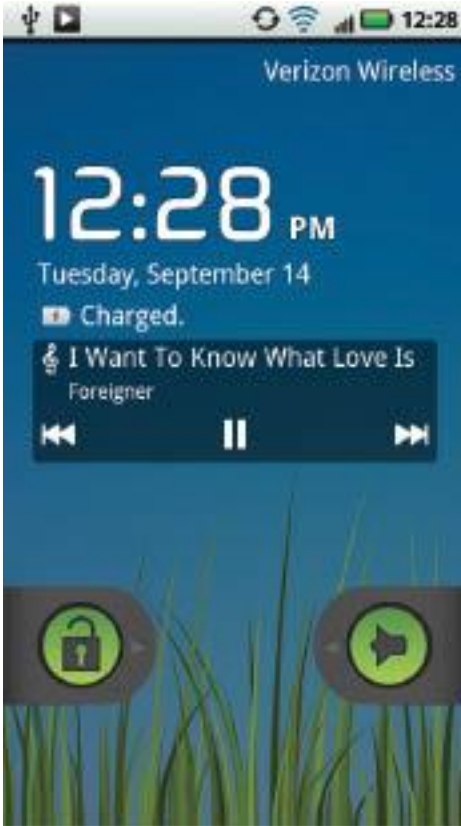 12:28
Verizon Wireless
12:28 PM
Tuesday, September 14
Charged.
I Want To Know What Love Is
Foreigner